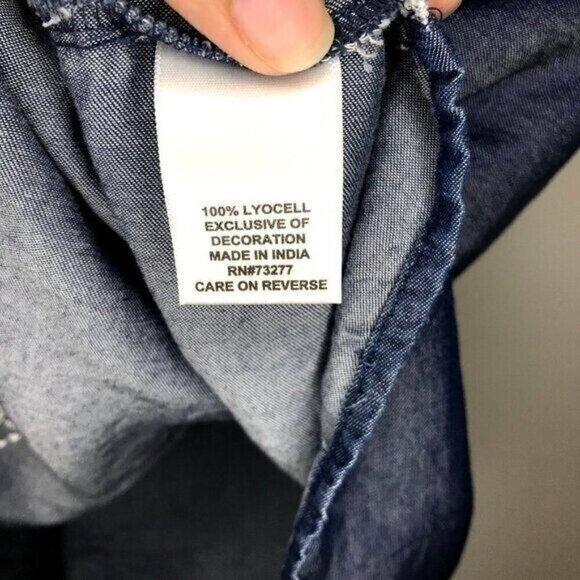 100% LYOCELL
EXCLUSIVE OF
DECORATION
MADE IN INDIA
RN#73277
CARE ON REVERSE